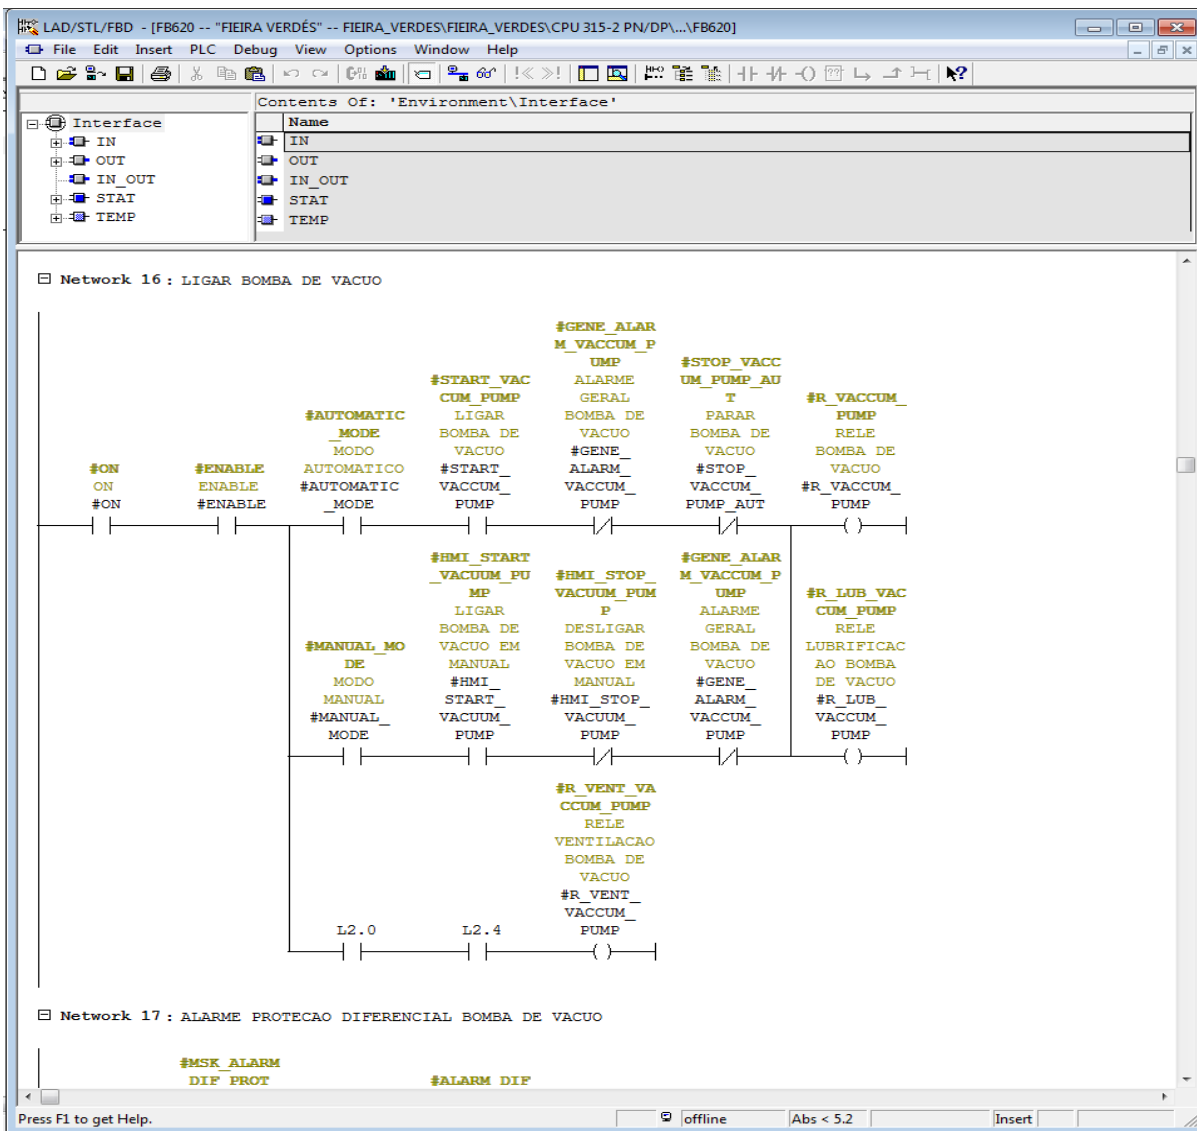 LAD/STL/FBD - [FB620 -- "FIEIRA VERDÉS" -- FIEIRA_VERDES\FIEIRA_VERDES\CPU 315-2 PN/DP\...\FB620]
File Edit Insert PLC Debug View Options Window Help
Contents Of: 'Environment\Interface'
Interface
IN
OUT
IN_OUT
STAT
TEMP
Name
IN
OUT
IN_OUT
STAT
TEMP
Network 16 : LIGAR BOMBA DE VACUO
#ON
ON
#ON
#ENABLE
ENABLE
#ENABLE
#AUTOMATIC
_MODE
MODO
AUTOMATICO
#AUTOMATIC
_MODE
#START_VAC
CUM_PUMP
LIGAR
BOMBA DE
VACUO
#START_
VACCUM_
PUMP
#GENE_ALAR
M_VACCUM_P
UMP
ALARME
GERAL
BOMBA DE
VACUO
#GENE_
ALARM_
VACCUM_
PUMP
#STOP_VACC
UM_PUMP_AU
T
PARAR
BOMBA DE
VACUO
#STOP_
VACCUM_
PUMP_AUT
#R_VACCUM_
PUMP
RELE
BOMBA DE
VACUO
#R_VACCUM_
PUMP
#MANUAL_MO
DE
MODO
MANUAL
#MANUAL_
MODE
#HMI_START
_VACUUM_PU
MP
LIGAR
BOMBA DE
VACUO EM
MANUAL
#HMI_
START_
VACUUM_
PUMP
#HMI_STOP_
VACUUM_PUM
P
DESLIGAR
BOMBA DE
VACUO EM
MANUAL
#HMI_STOP_
VACUUM_
PUMP
#GENE_ALAR
M_VACCUM_P
UMP
ALARME
GERAL
BOMBA DE
VACUO
#GENE_
ALARM_
VACCUM_
PUMP
#R_LUB_VAC
CUM_PUMP
RELE
LUBRIFICAC
AO BOMBA
DE VACUO
#R_LUB_
VACCUM_
PUMP
L2.0
L2.4
#R_VENT_VA
CCUM_PUMP
RELE
VENTILACAO
BOMBA DE
VACUO
#R_VENT_
VACCUM_
PUMP
Network 17 : ALARME PROTECAO DIFERENCIAL BOMBA DE VACUO
#MSK_ALARM
DIF PROT
#ALARM DIF
Press F1 to get Help.
offline
Abs < 5.2
Insert